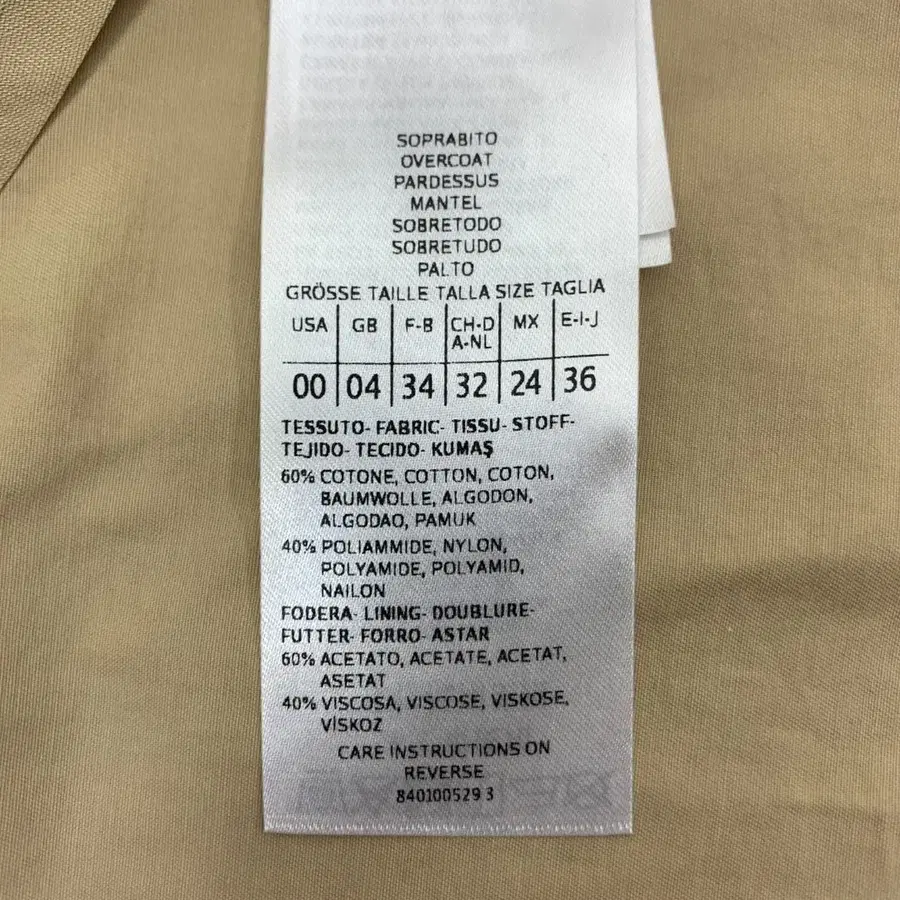 SOPRABITO
OVERCOAT
PARDESSUS
MANTEL
SOBRETODO
SOBRETUDO
PALTO
GRÖSSE TAILLE TALLA SIZE TAGLIA
USA GB F-B CH-D A-NL MX E-I-J
00 04 34 32 24 36
TESSUTO- FABRIC- TISSU- STOFF-
TEJIDO- TECIDO- KUMAŞ
60% COTONE, COTTON, COTON,
BAUMWOLLE, ALGODON,
ALGODAO, PAMUK
40% POLIAMMIDE, NYLON,
POLYAMIDE, POLYAMID,
NAILON
FODERA- LINING- DOUBLURE-
FUTTER- FORRO- ASTAR
60% ACETATO, ACETATE, ACETAT,
ASETAT
40% VISCOSA, VISCOSE, VISKOSE,
VİSKOZ
CARE INSTRUCTIONS ON
REVERSE
840100529 3